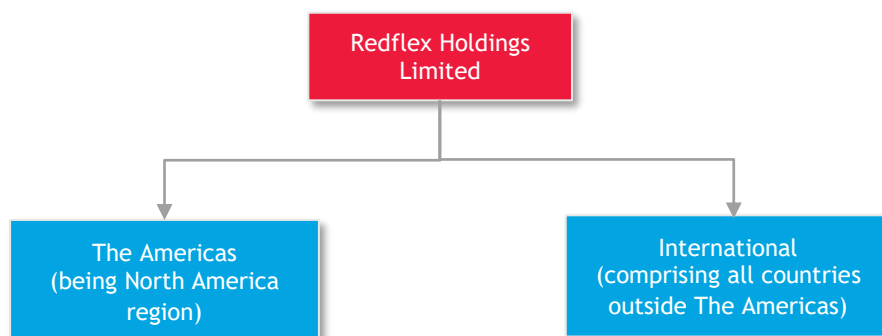 Redflex Holdings
Limited
The Americas
(being North America
region)
International
(comprising all countries
outside The Americas)